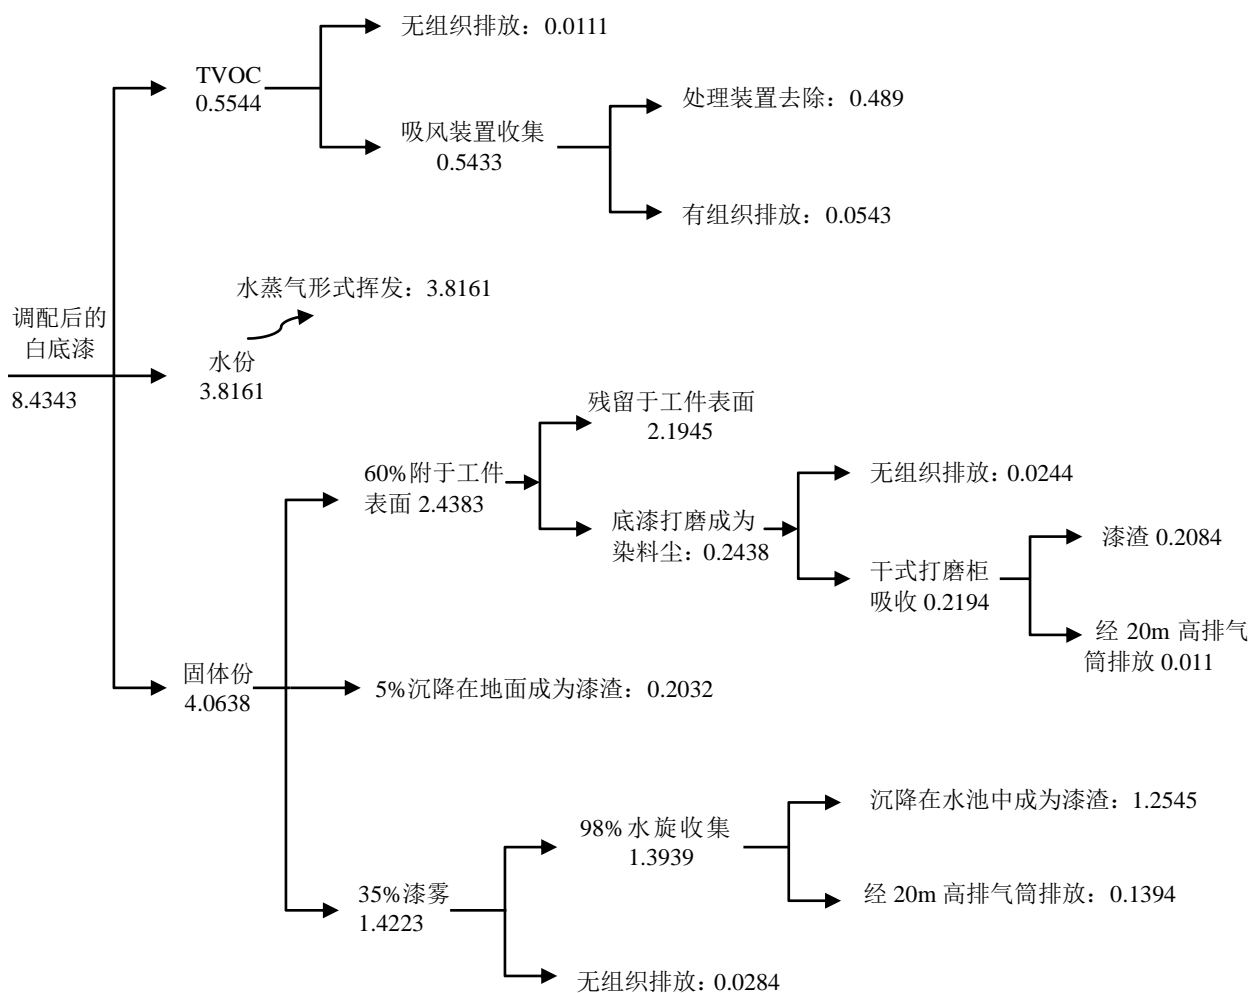 无组织排放：0.0111
TVOC
0.5544
处理装置去除：0.489
吸风装置收集
0.5433
有组织排放：0.0543
水蒸气形式挥发：3.8161
调配后的
白底漆
8.4343
水份
3.8161
残留于工件表面
2.1945
60%附于工件
表面 2.4383
无组织排放：0.0244
底漆打磨成为
染料尘：0.2438
漆渣 0.2084
干式打磨柜
吸收 0.2194
经 20m 高排气
筒排放 0.011
固体份
4.0638
5%沉降在地面成为漆渣：0.2032
沉降在水池中成为漆渣：1.2545
98%水旋收集
1.3939
35%漆雾
1.4223
经 20m 高排气筒排放：0.1394
无组织排放：0.0284